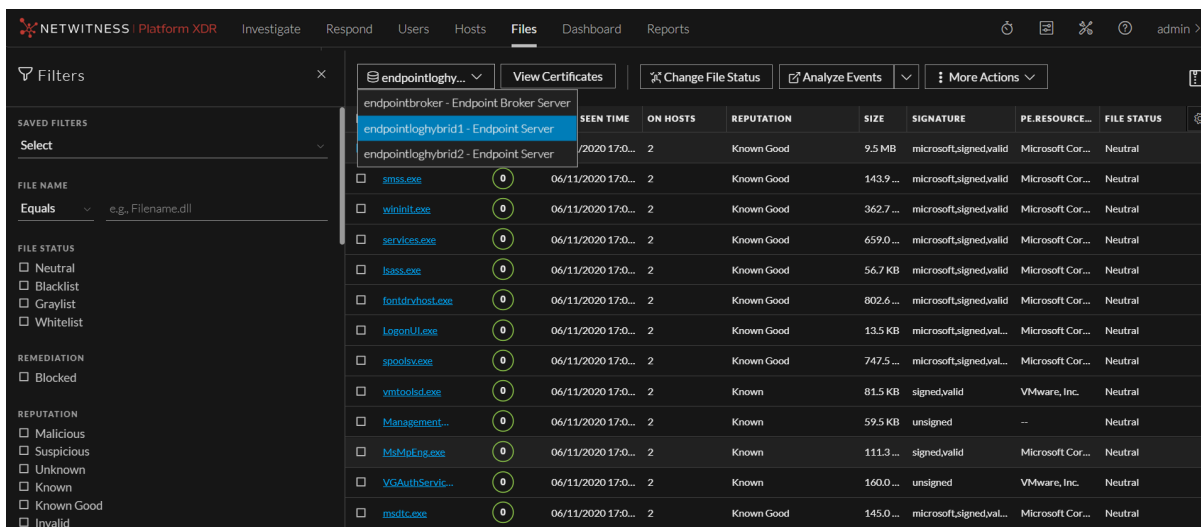 NETWITNESS | Platform XDR Investigate Respond Users Hosts Files Dashboard Reports admin >
Filters
SAVED FILTERS
Select
FILE NAME
Equals e.g., Filename.dll
FILE STATUS
Neutral
Blacklist
Graylist
Whitelist
REMEDIATION
Blocked
REPUTATION
Malicious
Suspicious
Unknown
Known
Known Good
Invalid
endpointloghy... View Certificates Change File Status Analyze Events More Actions
endpointbroker - Endpoint Broker Server
endpointloghybrid1 - Endpoint Server
endpointloghybrid2 - Endpoint Server
SEEN TIME ON HOSTS REPUTATION SIZE SIGNATURE PE.RESOURCE... FILE STATUS
/2020 17:0... 2 Known Good 9.5 MB microsoft,signed,valid Microsoft Cor... Neutral
smss.exe 0 06/11/2020 17:0... 2 Known Good 143.9 ... microsoft,signed,valid Microsoft Cor... Neutral
wininit.exe 0 06/11/2020 17:0... 2 Known Good 362.7 ... microsoft,signed,valid Microsoft Cor... Neutral
services.exe 0 06/11/2020 17:0... 2 Known Good 659.0 ... microsoft,signed,valid Microsoft Cor... Neutral
lsass.exe 0 06/11/2020 17:0... 2 Known Good 56.7 KB microsoft,signed,valid Microsoft Cor... Neutral
fontdrvhost.exe 0 06/11/2020 17:0... 2 Known Good 802.6 ... microsoft,signed,valid Microsoft Cor... Neutral
LogonUI.exe 0 06/11/2020 17:0... 2 Known Good 13.5 KB microsoft,signed,val... Microsoft Cor... Neutral
spoolsv.exe 0 06/11/2020 17:0... 2 Known Good 747.5 ... microsoft,signed,val... Microsoft Cor... Neutral
vmtoolsd.exe 0 06/11/2020 17:0... 2 Known 81.5 KB signed,valid VMware, Inc. Neutral
Management... 0 06/11/2020 17:0... 2 Known 59.5 KB unsigned -- Neutral
MsMpEng.exe 0 06/11/2020 17:0... 2 Known 111.3 ... signed,valid Microsoft Cor... Neutral
VGAuthServic... 0 06/11/2020 17:0... 2 Known 160.0 ... unsigned VMware, Inc. Neutral
msdtc.exe 0 06/11/2020 17:0... 2 Known Good 145.0 ... microsoft,signed,val... Microsoft Cor... Neutral